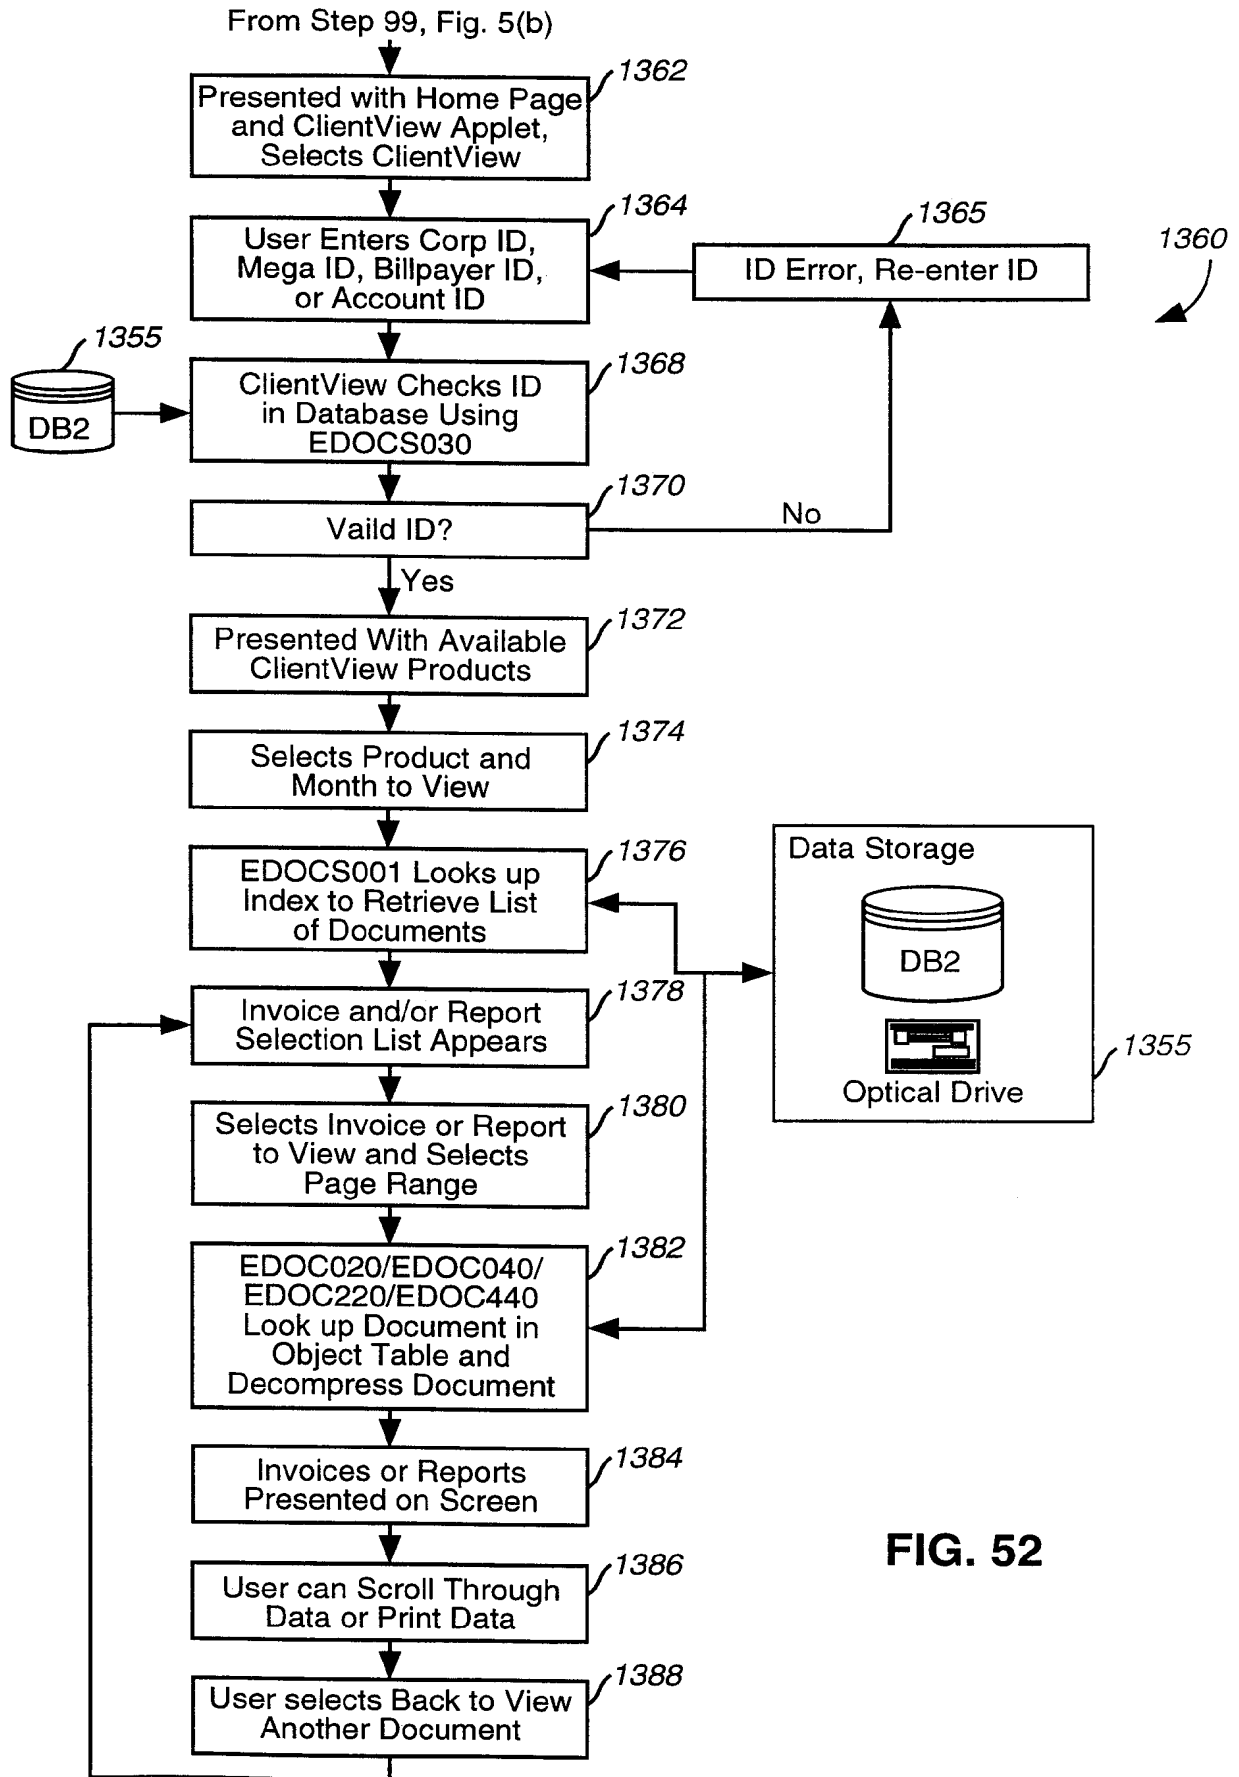 From Step 99, Fig. 5(b)
1362
Presented with Home Page
and ClientView Applet,
Selects ClientView
1364
User Enters Corp ID,
Mega ID, Billpayer ID,
or Account ID
1365
ID Error, Re-enter ID
1360
1355
DB2
1368
ClientView Checks ID
in Database Using
EDOCS030
1370
Vaild ID?
No
Yes
1372
Presented With Available
ClientView Products
1374
Selects Product and
Month to View
1376
EDOCS001 Looks up
Index to Retrieve List
of Documents
Data Storage
DB2
Optical Drive
1355
1378
Invoice and/or Report
Selection List Appears
1380
Selects Invoice or Report
to View and Selects
Page Range
1382
EDOC020/EDOC040/
EDOC220/EDOC440
Look up Document in
Object Table and
Decompress Document
1384
Invoices or Reports
Presented on Screen
1386
User can Scroll Through
Data or Print Data
1388
User selects Back to View
Another Document
FIG. 52